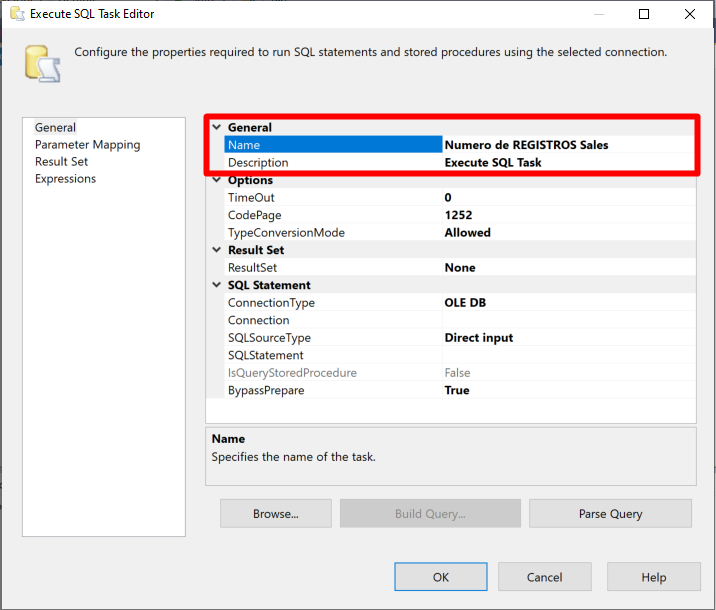 Execute SQL Task Editor
Configure the properties required to run SQL statements and stored procedures using the selected connection.
General
Parameter Mapping
Result Set
Expressions
General
Name Numero de REGISTROS Sales
Description Execute SQL Task
Options
TimeOut 0
CodePage 1252
TypeConversionMode Allowed
Result Set
ResultSet None
SQL Statement
ConnectionType OLE DB
Connection
SQLSourceType Direct input
SQLStatement
IsQueryStoredProcedure False
BypassPrepare True
Name
Specifies the name of the task.
Browse... Build Query... Parse Query
OK Cancel Help